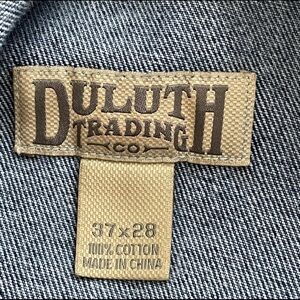 DULUTH
TRADING
CO
37x28
100% COTTON
MADE IN CHINA